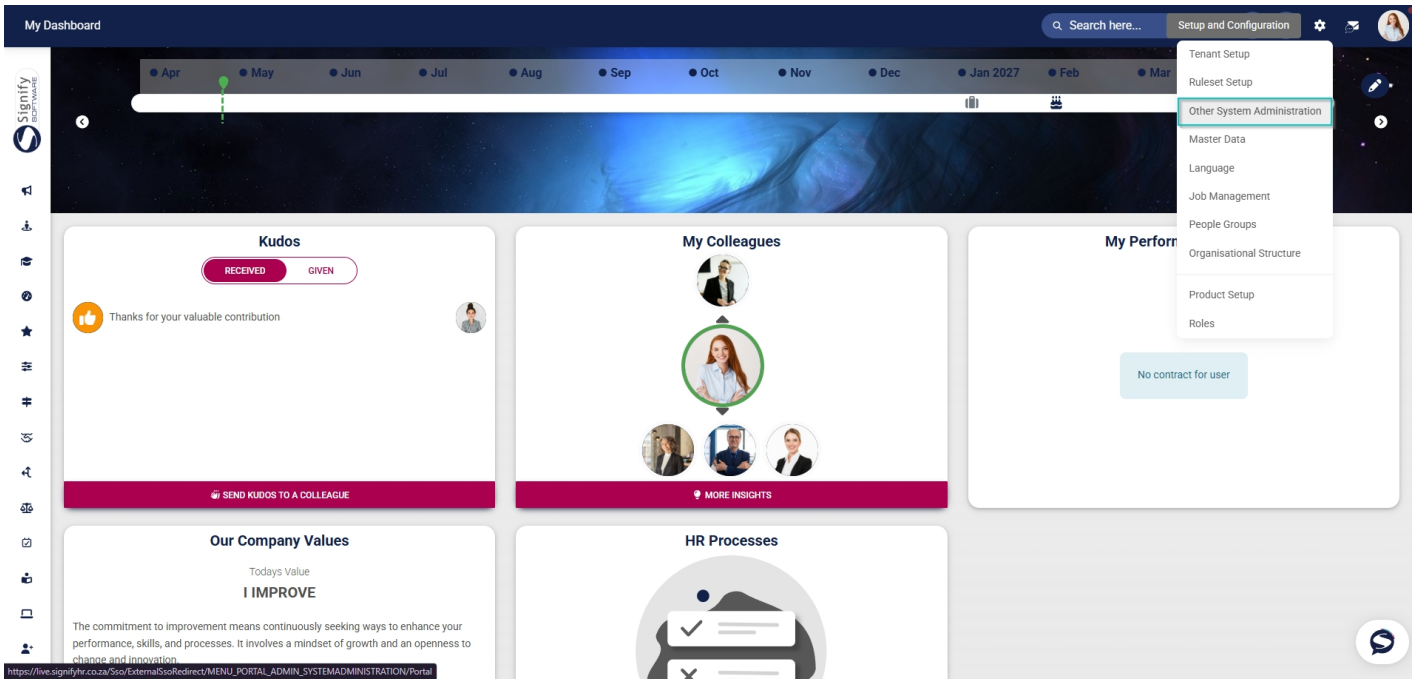 My Dashboard
Search here...
Setup and Configuration
Signify
SOFTWARE
Apr
May
Jun
Jul
Aug
Sep
Oct
Nov
Dec
Jan 2027
Feb
Mar
Tenant Setup
Ruleset Setup
Other System Administration
Master Data
Language
Job Management
People Groups
Organisational Structure
Product Setup
Roles
Kudos
RECEIVED
GIVEN
Thanks for your valuable contribution
SEND KUDOS TO A COLLEAGUE
My Colleagues
MORE INSIGHTS
My Perform
No contract for user
Our Company Values
Todays Value
I IMPROVE
The commitment to improvement means continuously seeking ways to enhance your
performance, skills, and processes. It involves a mindset of growth and an openness to
change and innovation.
HR Processes
https://live.signifyhr.co.za/Sso/ExternalSsoRedirect/MENU_PORTAL_ADMIN_SYSTEMADMINISTRATION/Portal